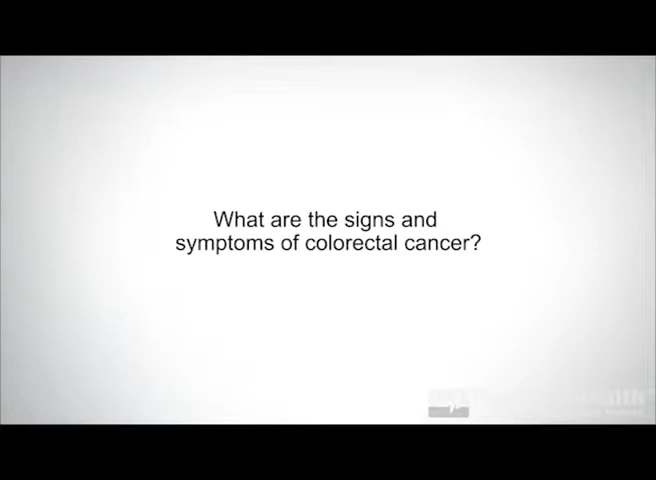 What are the signs and
symptoms of colorectal cancer?